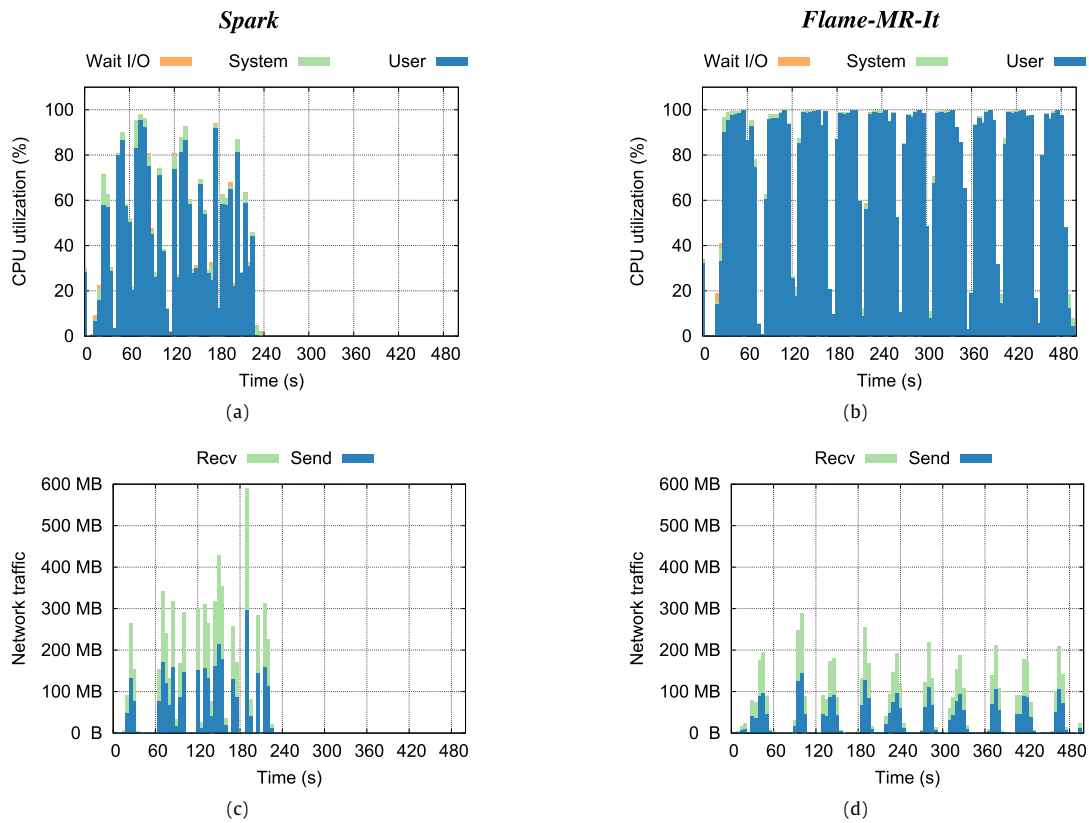 Spark
Flame-MR-It
Wait I/O System User
Wait I/O System User
CPU utilization (%)
100
80
60
40
20
0
0 60 120 180 240 300 360 420 480
Time (s)
(a)
CPU utilization (%)
100
80
60
40
20
0
0 60 120 180 240 300 360 420 480
Time (s)
(b)
Recv Send
Network traffic
600 MB
500 MB
400 MB
300 MB
200 MB
100 MB
0 B
0 60 120 180 240 300 360 420 480
Time (s)
(c)
Recv Send
Network traffic
600 MB
500 MB
400 MB
300 MB
200 MB
100 MB
0 B
0 60 120 180 240 300 360 420 480
Time (s)
(d)